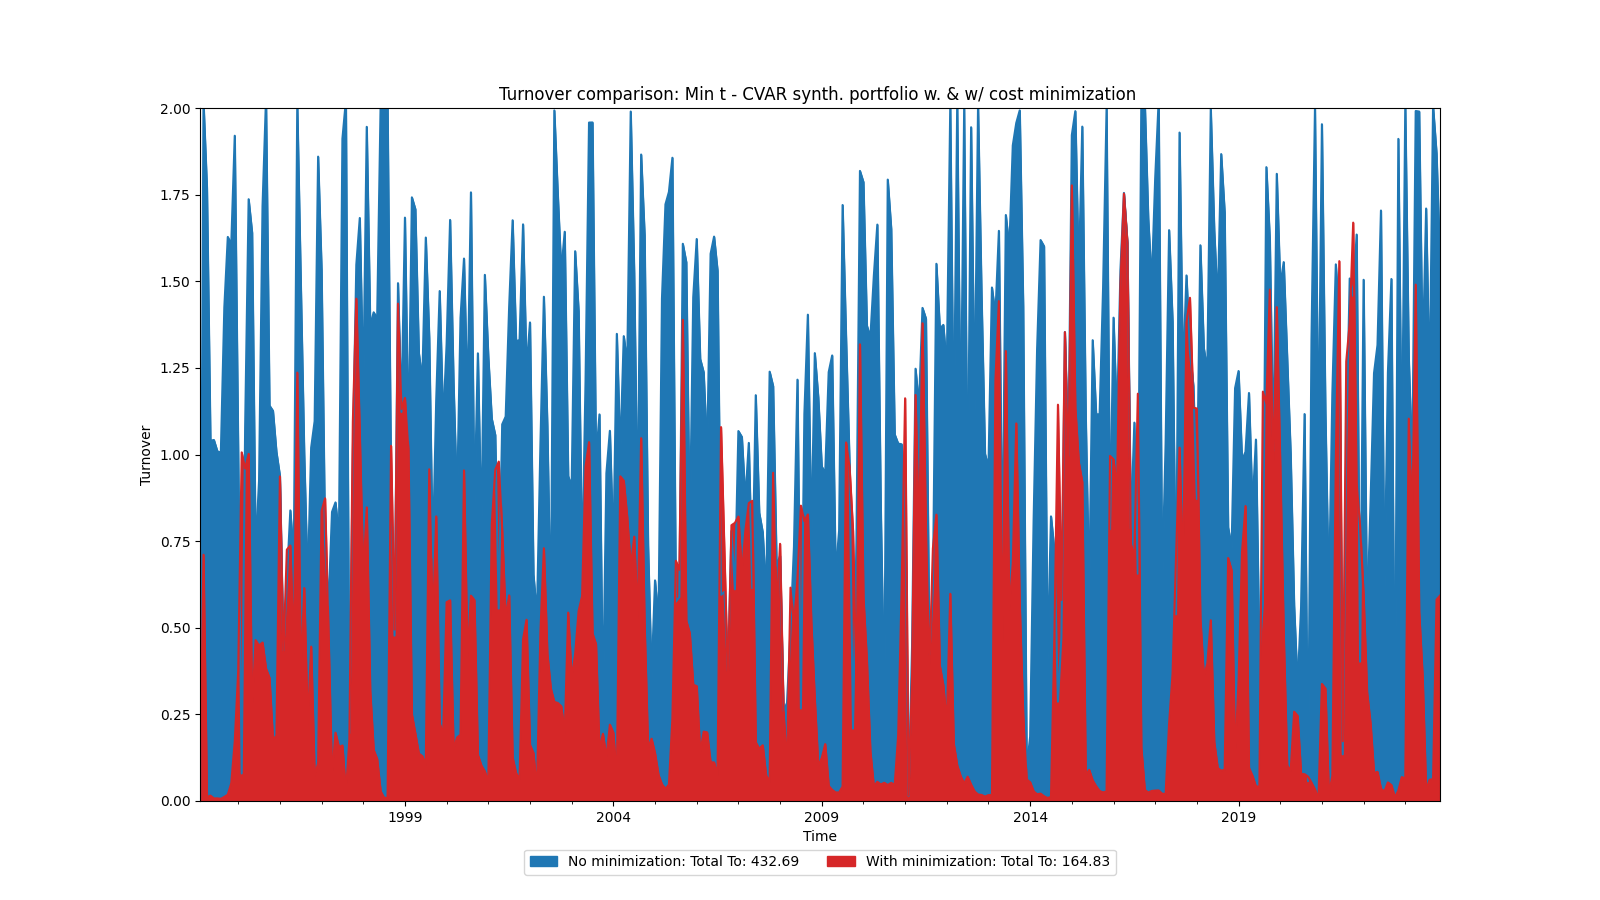 Turnover comparison: Min t - CVAR synth. portfolio w. & w/ cost minimization
2.00
1.75
1.50
1.25
1.00
0.75
0.50
0.25
0.00
Turnover
1999 2004 2009 2014 2019
Time
No minimization: Total To: 432.69 With minimization: Total To: 164.83